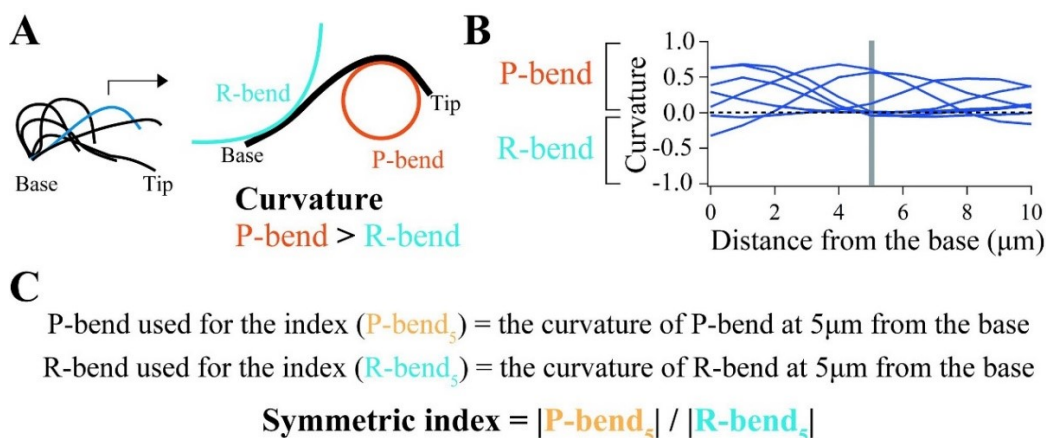 A
R-bend
Tip
Base
P-bend
Base
Tip
Curvature
P-bend > R-bend
B
P-bend
R-bend
Curvature
1.0
0.5
0.0
-0.5
-1.0
0 2 4 6 8 10
Distance from the base (μm)
C
P-bend used for the index (P-bend₅) = the curvature of P-bend at 5μm from the base
R-bend used for the index (R-bend₅) = the curvature of R-bend at 5μm from the base
Symmetric index = |P-bend₅| / |R-bend₅|